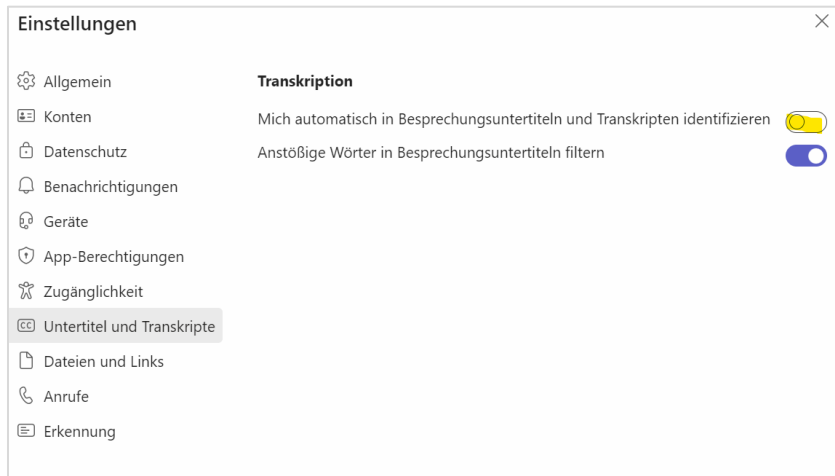 Einstellungen
Allgemein
Konten
Datenschutz
Benachrichtigungen
Geräte
App-Berechtigungen
Zugänglichkeit
CC Untertitel und Transkripte
Dateien und Links
Anrufe
Erkennung
Transkription
Mich automatisch in Besprechungsuntertiteln und Transkripten identifizieren
Anstößige Wörter in Besprechungsuntertiteln filtern